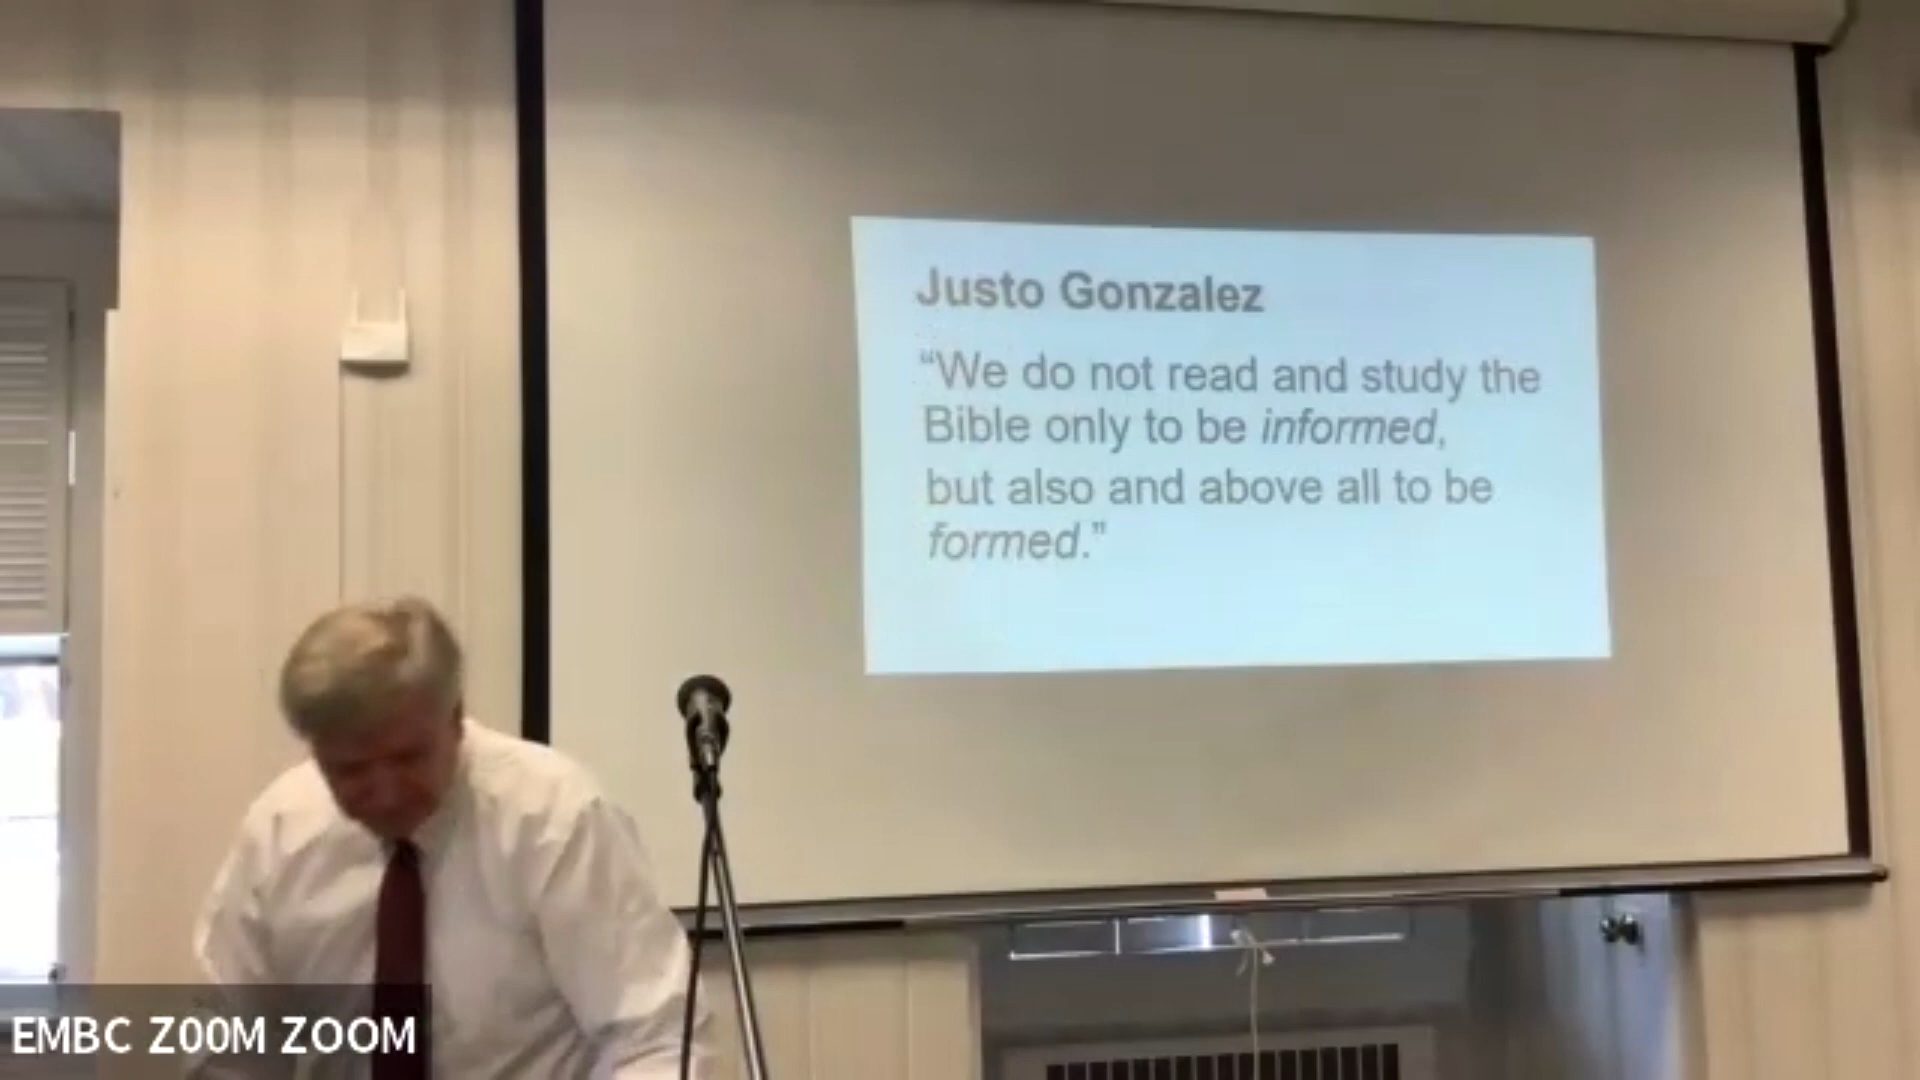 Justo Gonzalez
“We do not read and study the
Bible only to be informed,
but also and above all to be
formed.”
EMBC Z00M ZOOM